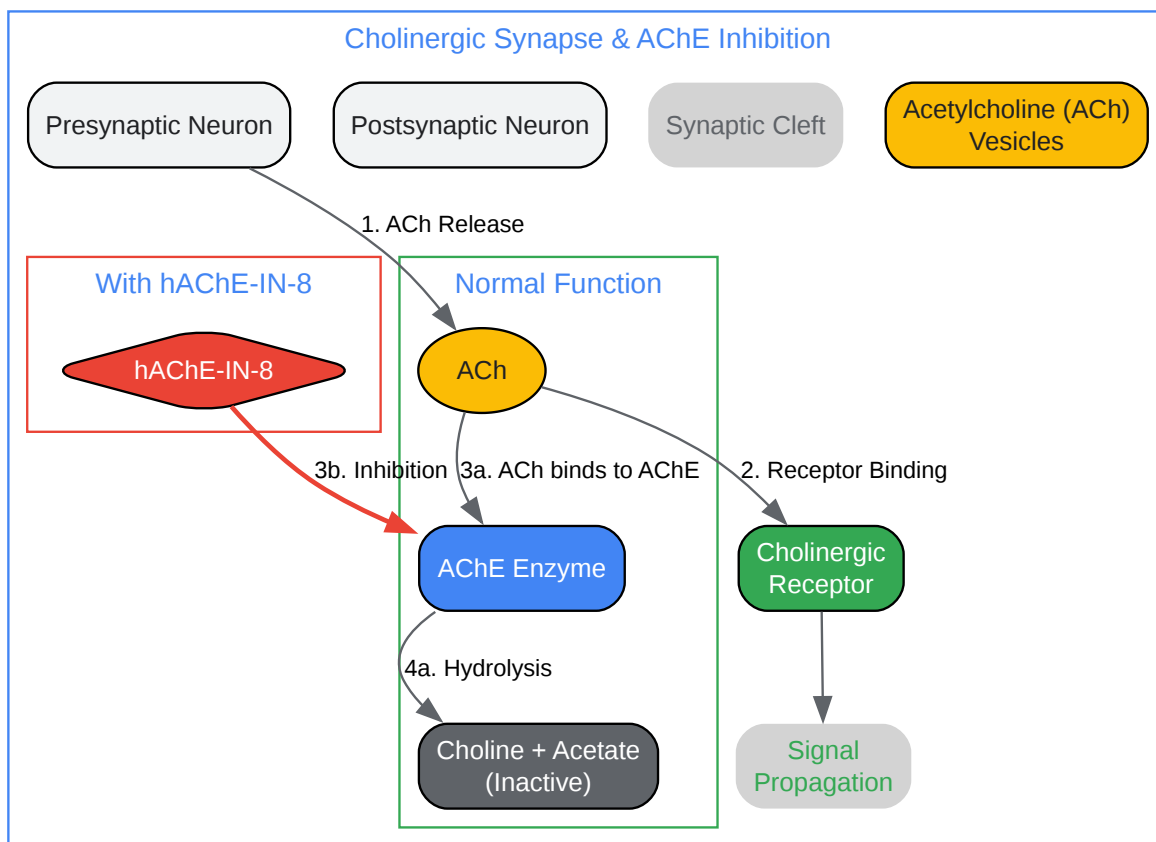 Cholinergic Synapse & AChE Inhibition
Presynaptic Neuron
Postsynaptic Neuron
Synaptic Cleft
Acetylcholine (ACh)
Vesicles
1. ACh Release
With hAChE-IN-8
Normal Function
hAChE-IN-8
ACh
3b. Inhibition
3a. ACh binds to AChE
2. Receptor Binding
AChE Enzyme
Cholinergic
Receptor
4a. Hydrolysis
Choline + Acetate
(Inactive)
Signal
Propagation